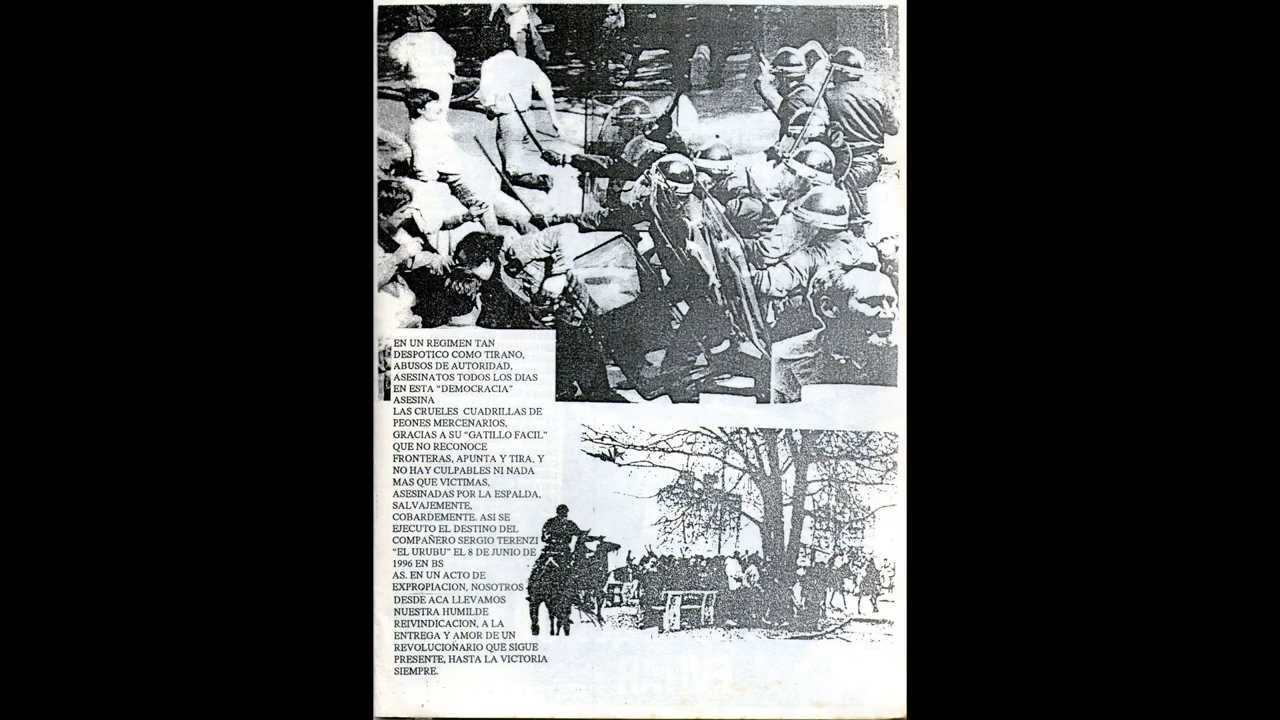 EN UN REGIMEN TAN
DESPOTICO COMO TIRANO,
ABUSOS DE AUTORIDAD,
ASESINATOS TODOS LOS DIAS
EN ESTA “DEMOCRACIA”
ASESINA
LAS CRUELES CUADRILLAS DE
PEONES MERCENARIOS,
GRACIAS A SU “GATILLO FACIL”
QUE NO RECONOCE
FRONTERAS, APUNTA Y TIRA, Y
NO HAY CULPABLES NI NADA
MAS QUE VICTIMAS,
ASESINADAS POR LA ESPALDA,
SALVAJEMENTE,
COBARDEMENTE. ASI SE
EJECUTO EL DESTINO DEL
COMPAÑERO SERGIO TERENZI
“EL URUBU” EL 8 DE JUNIO DE
1996 EN BS
AS. EN UN ACTO DE
EXPROPIACION, NOSOTROS
DESDE ACA LLEVAMOS
NUESTRA HUMILDE
REIVINDICACION, A LA
ENTREGA Y AMOR DE UN
REVOLUCIONARIO QUE SIGUE
PRESENTE, HASTA LA VICTORIA
SIEMPRE.